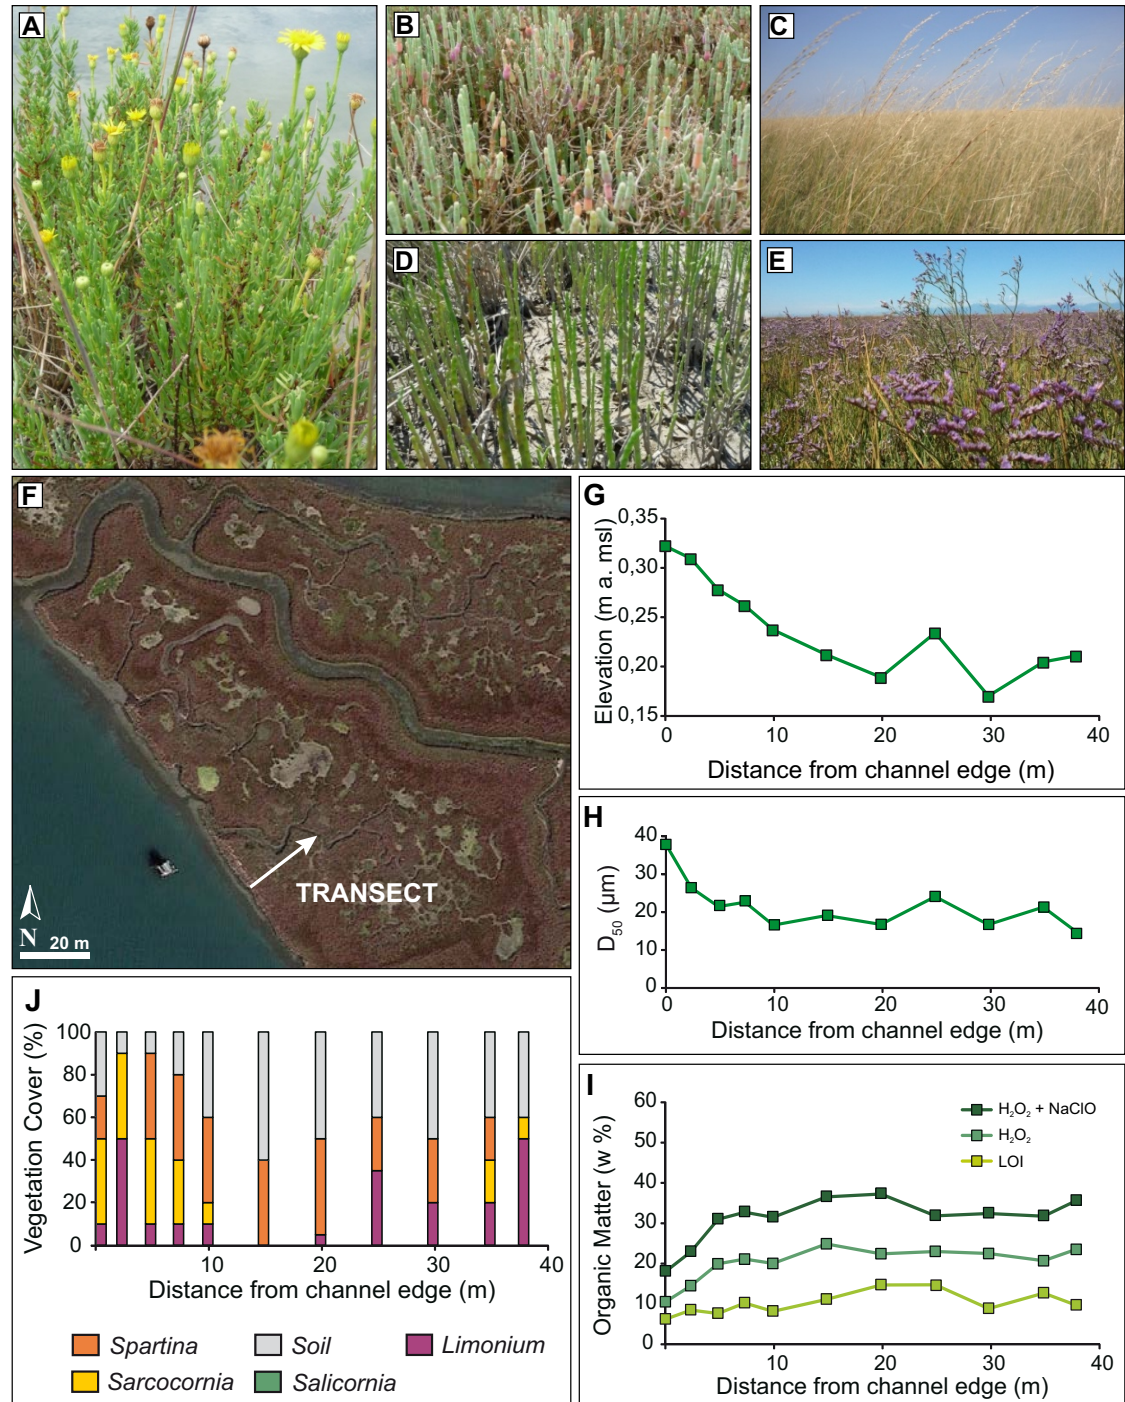 A
B
C
D
E
F
TRANSECT
N
20 m
G
Elevation (m a. msl)
0,35
0,30
0,25
0,20
0,15
0 10 20 30 40
Distance from channel edge (m)
H
D₅₀ (µm)
40
30
20
10
0
0 10 20 30 40
Distance from channel edge (m)
I
Organic Matter (w %)
60
50
40
30
20
10
0
H₂O₂ + NaClO
H₂O₂
LOI
10 20 30 40
Distance from channel edge (m)
J
Vegetation Cover (%)
100
80
60
40
20
0
10 20 30 40
Distance from channel edge (m)
Spartina Soil Limonium
Sarcocornia Salicornia